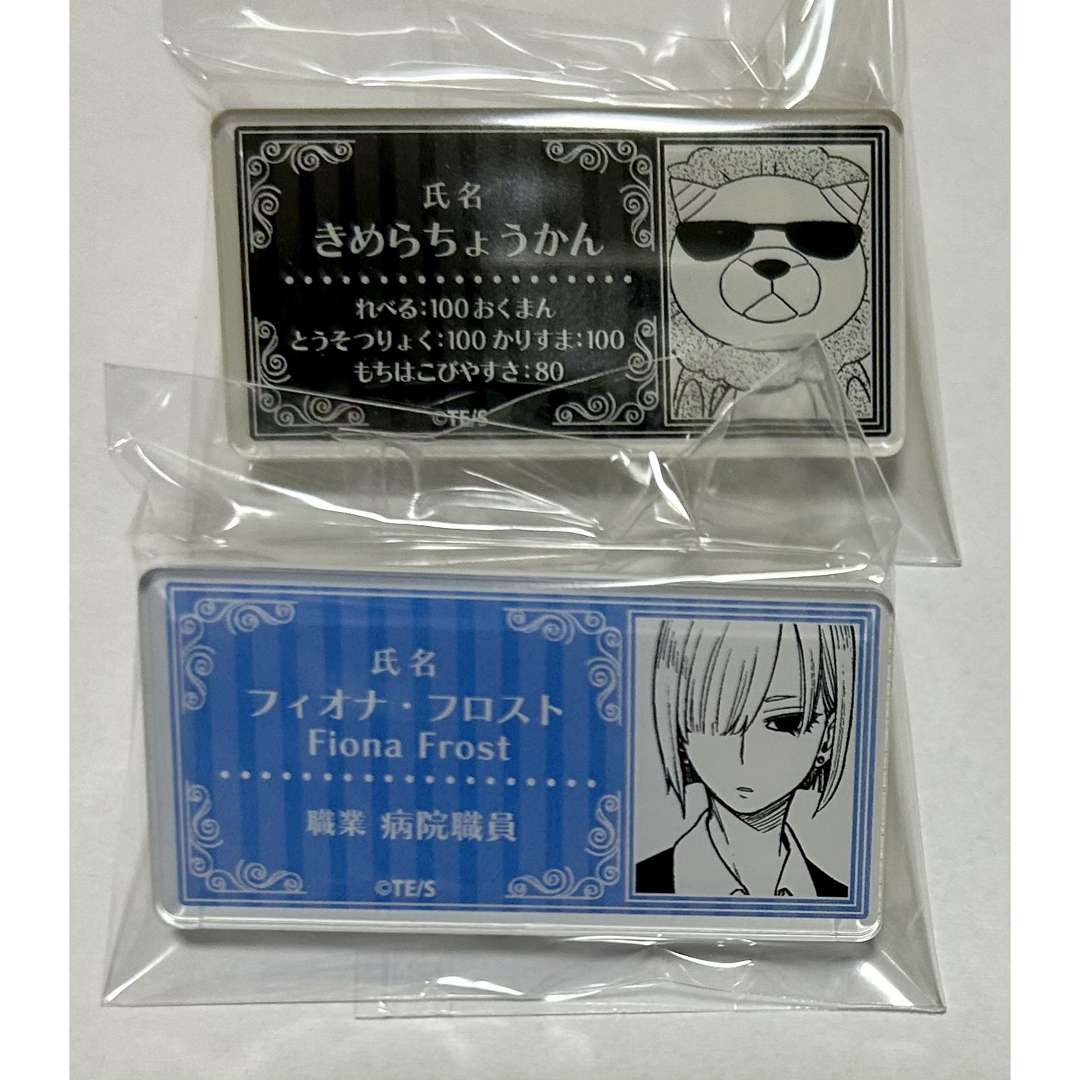 氏名
きめらちょうかん
れべる:100おくまん
とうそつりょく:100 かりすま:100
もちはこびやすさ:80
©TE/S
氏名
フィオナ・フロスト
Fiona Frost
職業 病院職員
©TE/S